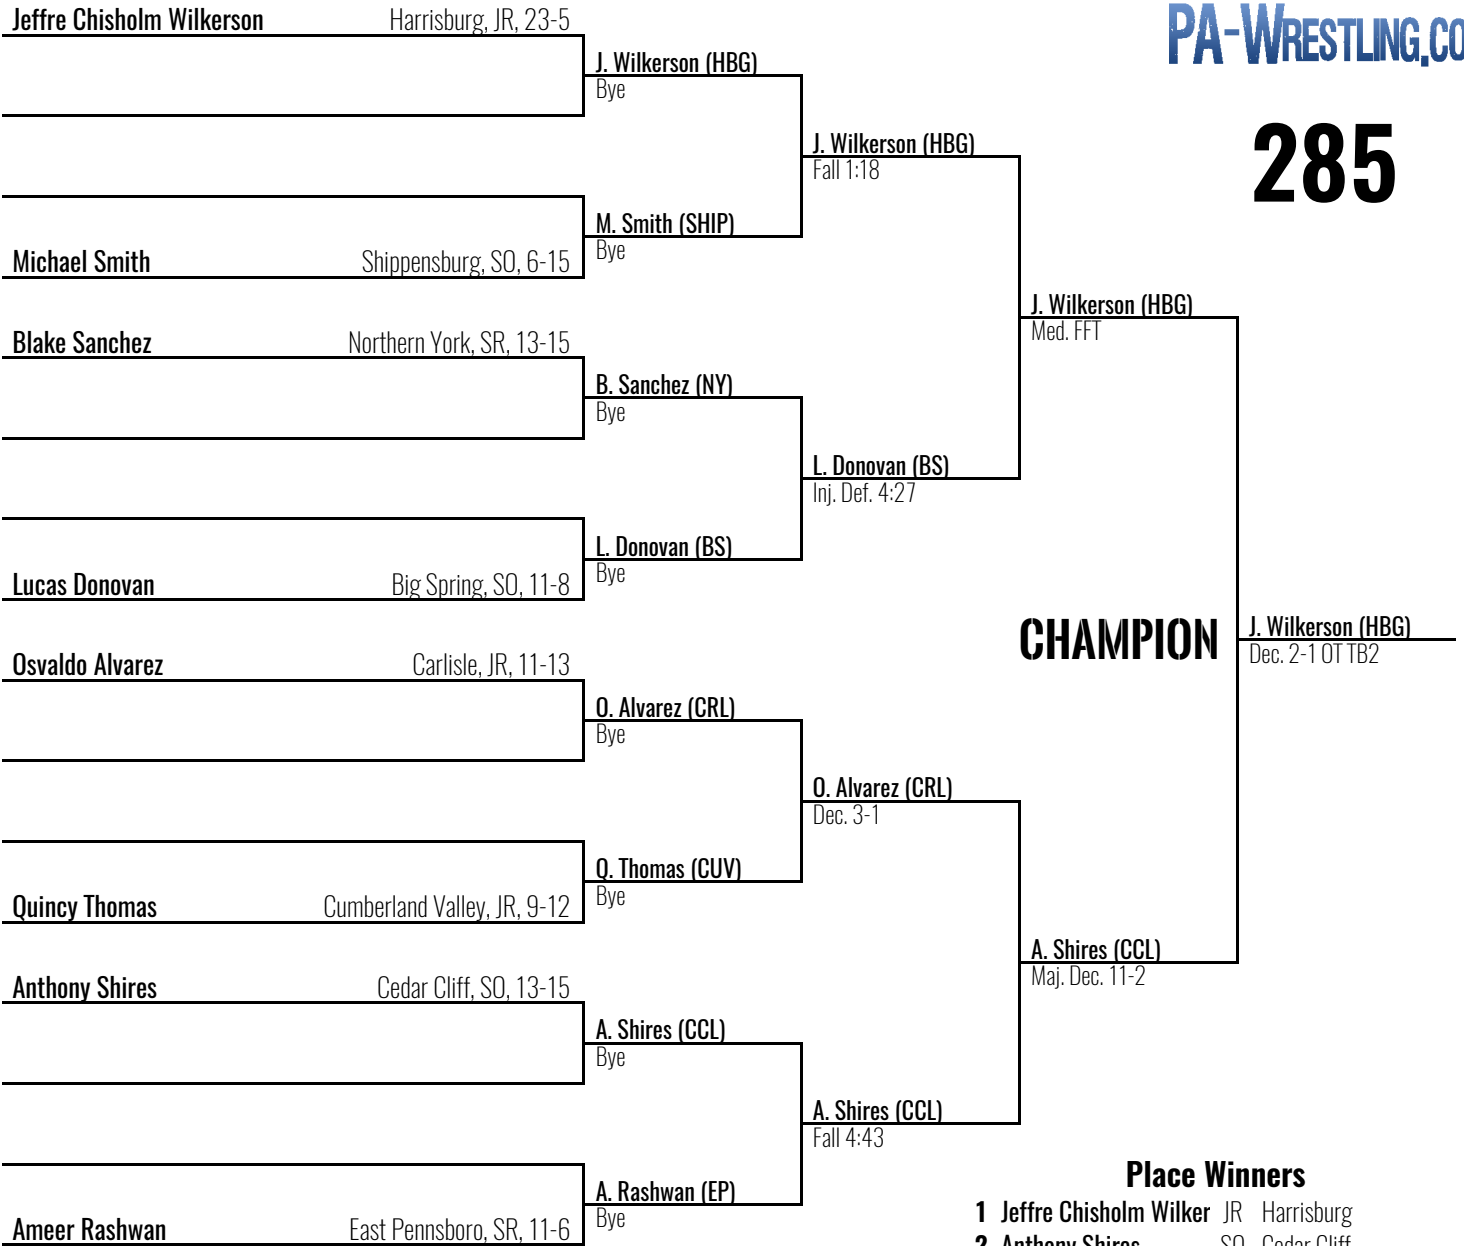 Jeffre Chisholm Wilkerson Harrisburg, JR, 23-5
PA-WRESTLING.CO
J. Wilkerson (HBG)
Bye
285
J. Wilkerson (HBG)
Fall 1:18
M. Smith (SHIP)
Bye
Michael Smith Shippensburg, SO, 6-15
J. Wilkerson (HBG)
Med. FFT
Blake Sanchez Northern York, SR, 13-15
B. Sanchez (NY)
Bye
L. Donovan (BS)
Inj. Def. 4:27
L. Donovan (BS)
Bye
Lucas Donovan Big Spring, SO, 11-8
CHAMPION
J. Wilkerson (HBG)
Dec. 2-1 OT TB2
Osvaldo Alvarez Carlisle, JR, 11-13
O. Alvarez (CRL)
Bye
O. Alvarez (CRL)
Dec. 3-1
Q. Thomas (CUV)
Bye
Quincy Thomas Cumberland Valley, JR, 9-12
A. Shires (CCL)
Maj. Dec. 11-2
Anthony Shires Cedar Cliff, SO, 13-15
A. Shires (CCL)
Bye
A. Shires (CCL)
Fall 4:43
A. Rashwan (EP)
Bye
Ameer Rashwan East Pennsboro, SR, 11-6
Place Winners
1 Jeffre Chisholm Wilker JR Harrisburg
2 Anthony Shires SO Cedar Cliff